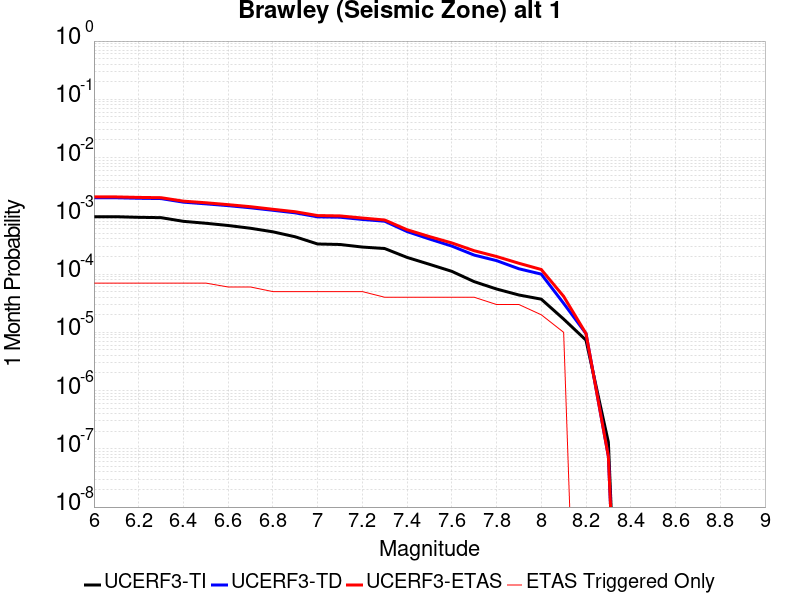 Brawley (Seismic Zone) alt 1
10^0
10^-1
10^-2
10^-3
10^-4
10^-5
10^-6
10^-7
10^-8
1 Month Probability
6 6.2 6.4 6.6 6.8 7 7.2 7.4 7.6 7.8 8 8.2 8.4 8.6 8.8 9
Magnitude
UCERF3-TI UCERF3-TD UCERF3-ETAS ETAS Triggered Only